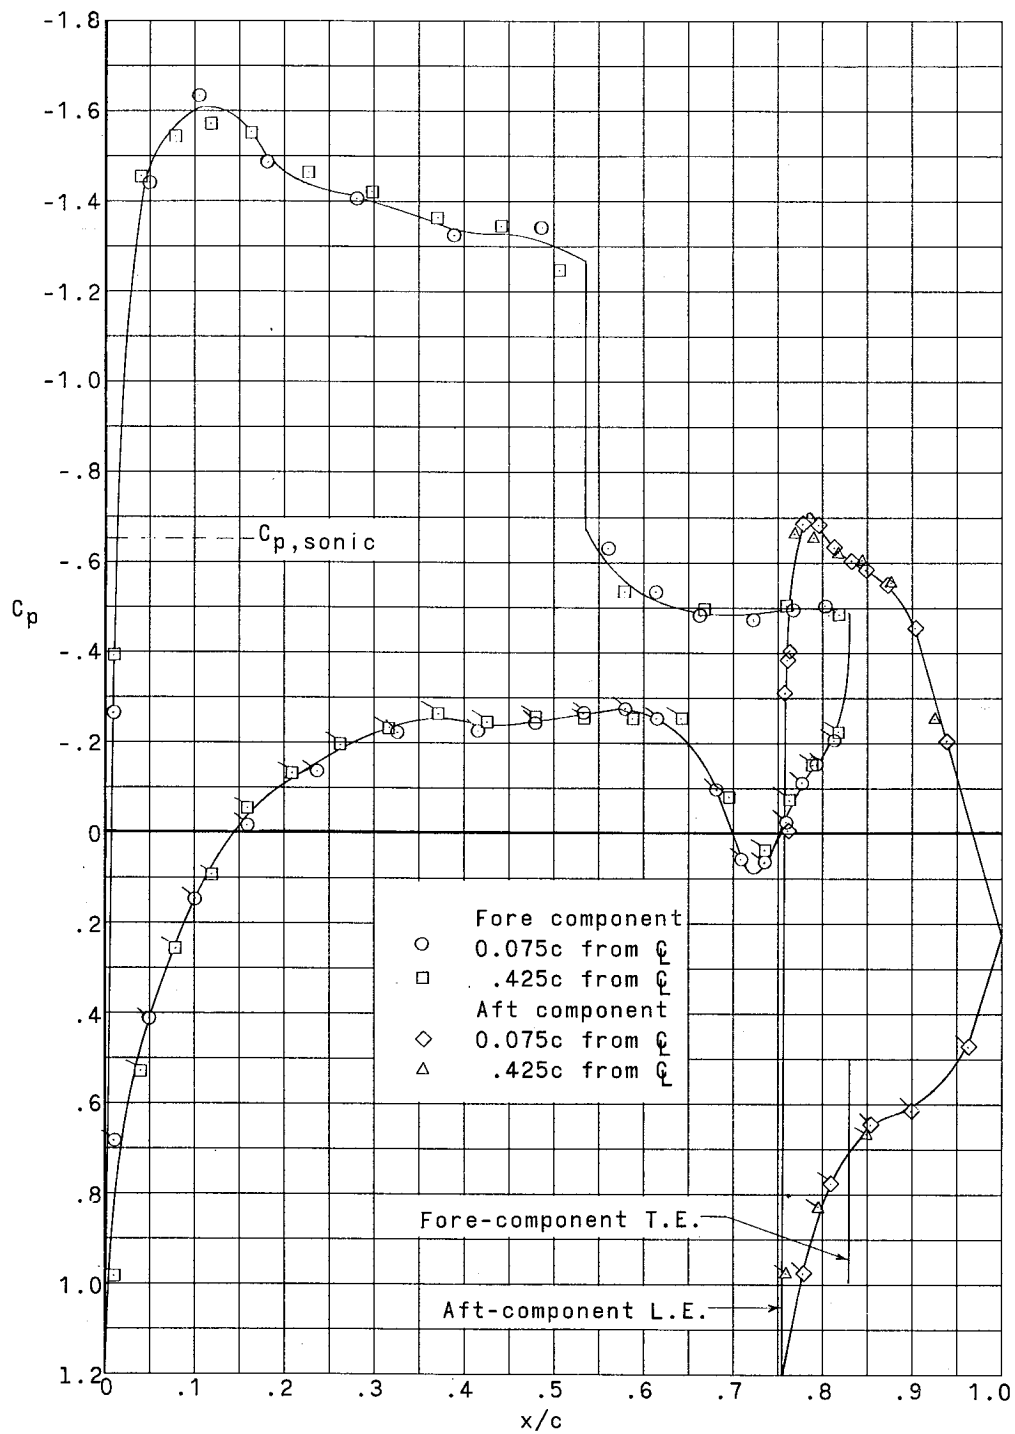 -1.8
-1.6
-1.4
-1.2
-1.0
-.8
Cp,sonic
-.6
Cp
-.4
-.2
0
Fore component
.2
0.075c from ℄
.425c from ℄
Aft component
.4
0.075c from ℄
.425c from ℄
.6
.8
Fore-component T.E.
1.0
Aft-component L.E.
1.2
0 .1 .2 .3 .4 .5 .6 .7 .8 .9 1.0
x/c